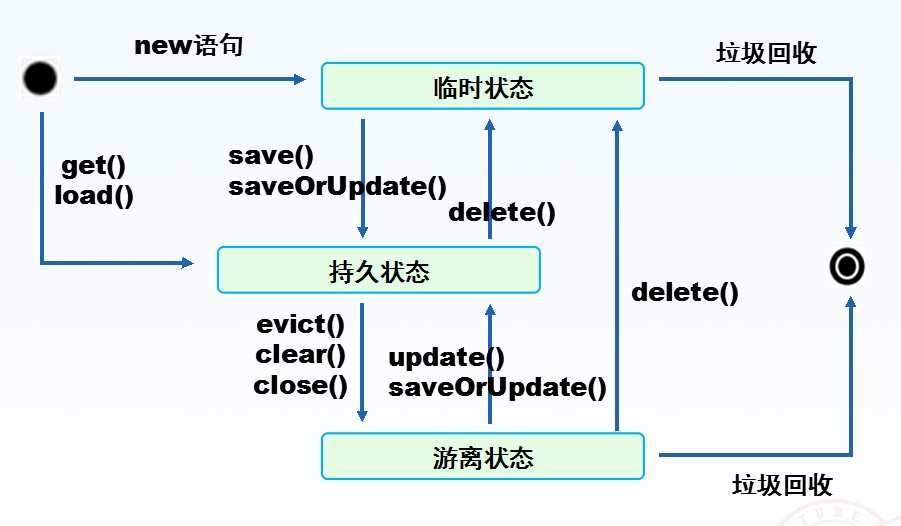 new语句
垃圾回收
临时状态
get()
load()
save()
saveOrUpdate()
delete()
持久状态
delete()
evict()
clear()
close()
update()
saveOrUpdate()
游离状态
垃圾回收